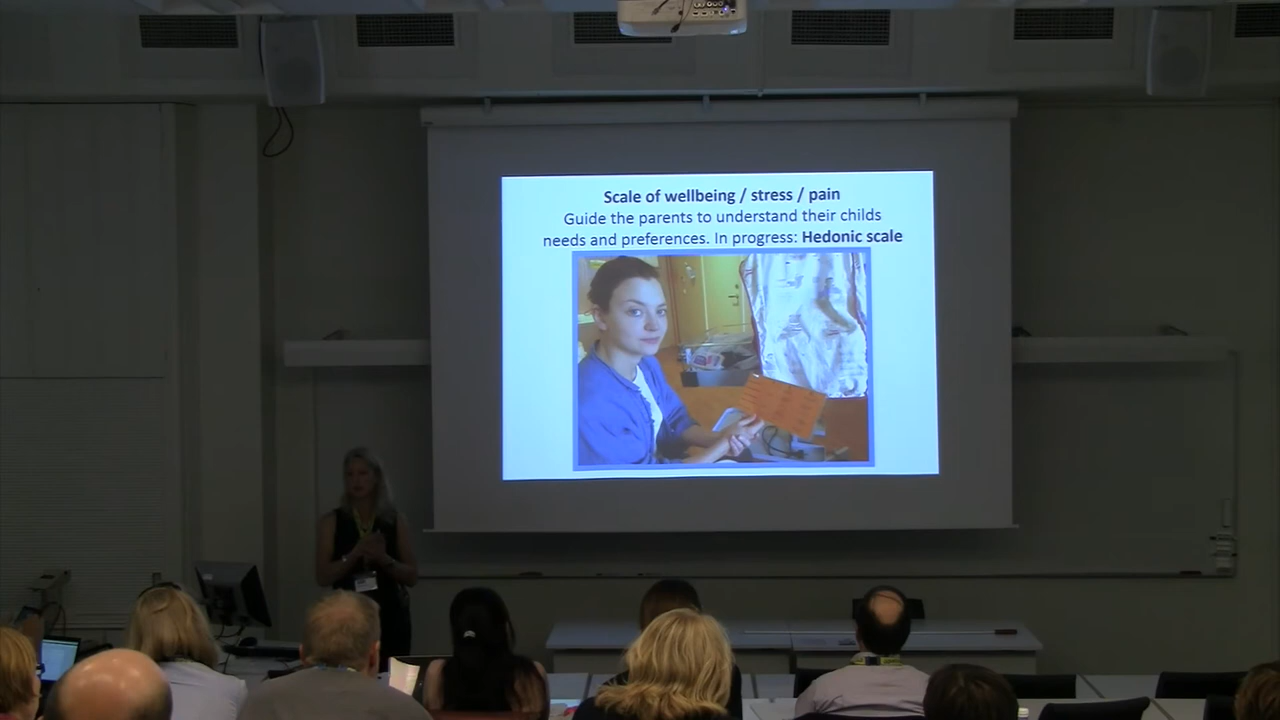 Scale of wellbeing / stress / pain
Guide the parents to understand their childs
needs and preferences. In progress: Hedonic scale